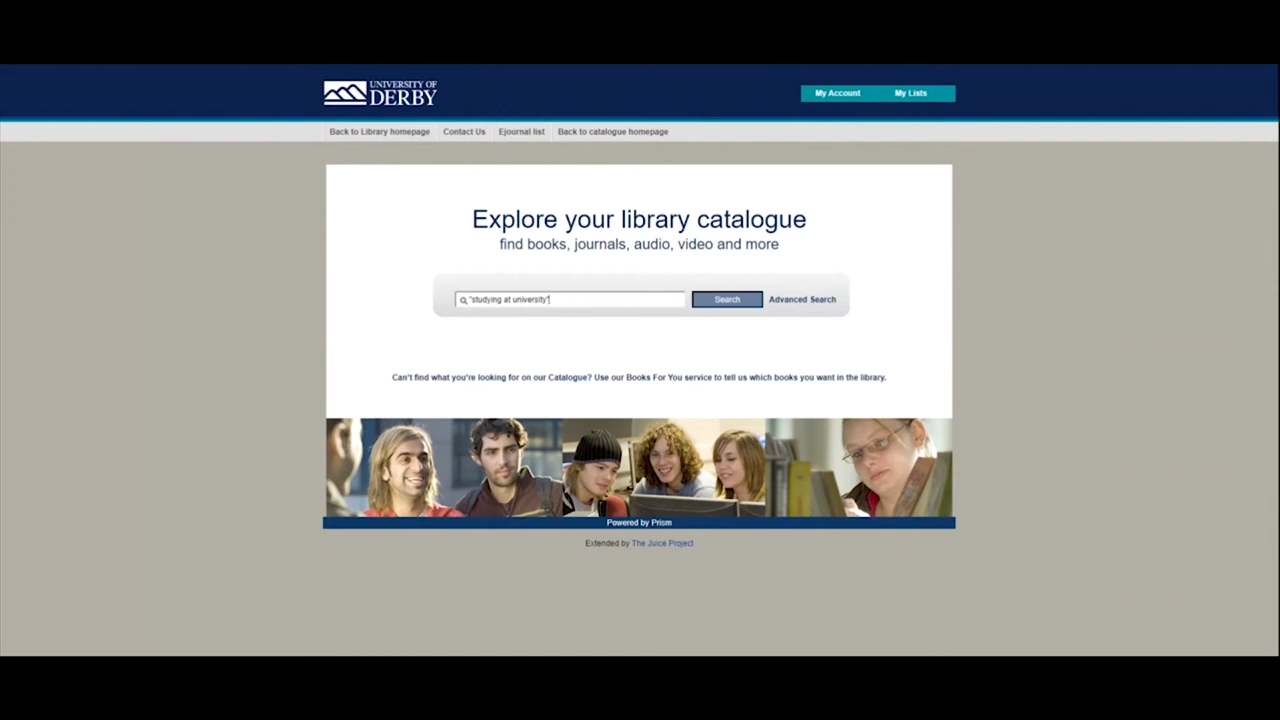 UNIVERSITY OF
DERBY
My Account My Lists
Back to Library homepage Contact Us Ejournal list Back to catalogue homepage
Explore your library catalogue
find books, journals, audio, video and more
"studying at university" Search Advanced Search
Can't find what you're looking for on our Catalogue? Use our Books For You service to tell us which books you want in the library.
Powered by Prism
Extended by The Juice Project